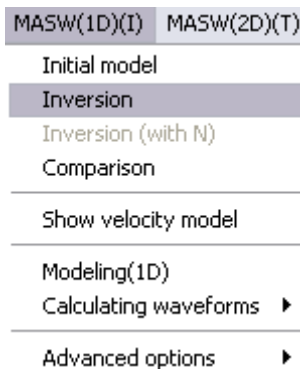 MASW(1D)(I) MASW(2D)(T)
Initial model
Inversion
Inversion (with N)
Comparison
Show velocity model
Modeling(1D)
Calculating waveforms
Advanced options